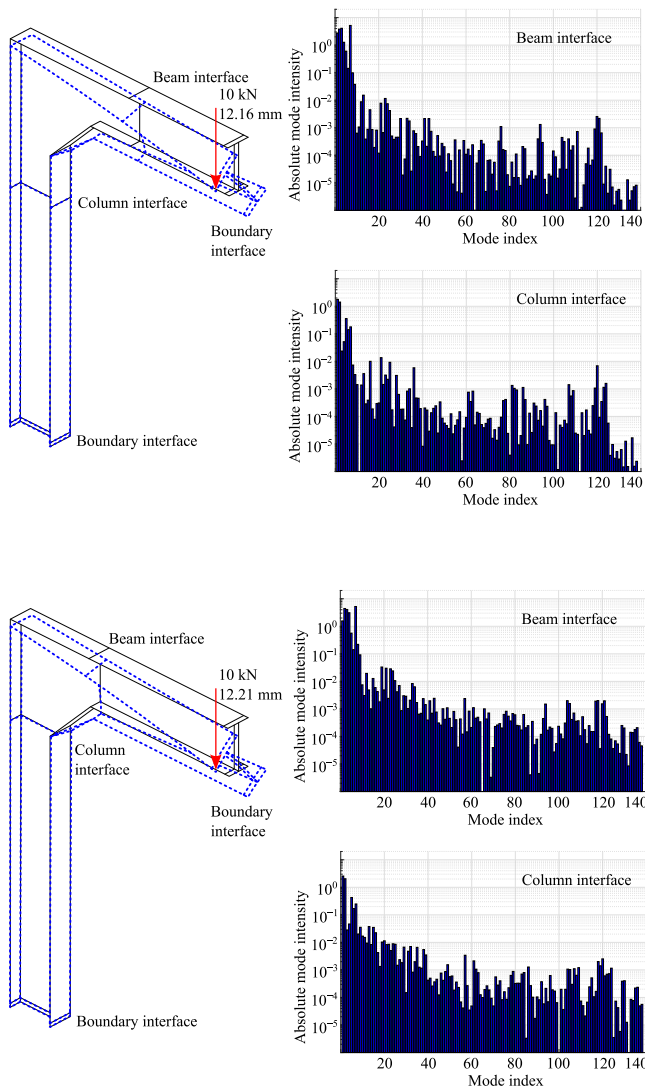 Beam interface
10 kN
12.16 mm
Column interface
Boundary
interface
Boundary interface
Absolute mode intensity
10^0
10^-1
10^-2
10^-3
10^-4
10^-5
Beam interface
20 40 60 80 100 120 140
Mode index
Absolute mode intensity
10^0
10^-1
10^-2
10^-3
10^-4
10^-5
Column interface
20 40 60 80 100 120 140
Mode index
Beam interface
10 kN
12.21 mm
Column
interface
Boundary
interface
Boundary interface
Absolute mode intensity
10^0
10^-1
10^-2
10^-3
10^-4
10^-5
Beam interface
20 40 60 80 100 120 140
Mode index
Absolute mode intensity
10^0
10^-1
10^-2
10^-3
10^-4
10^-5
Column interface
20 40 60 80 100 120 140
Mode index